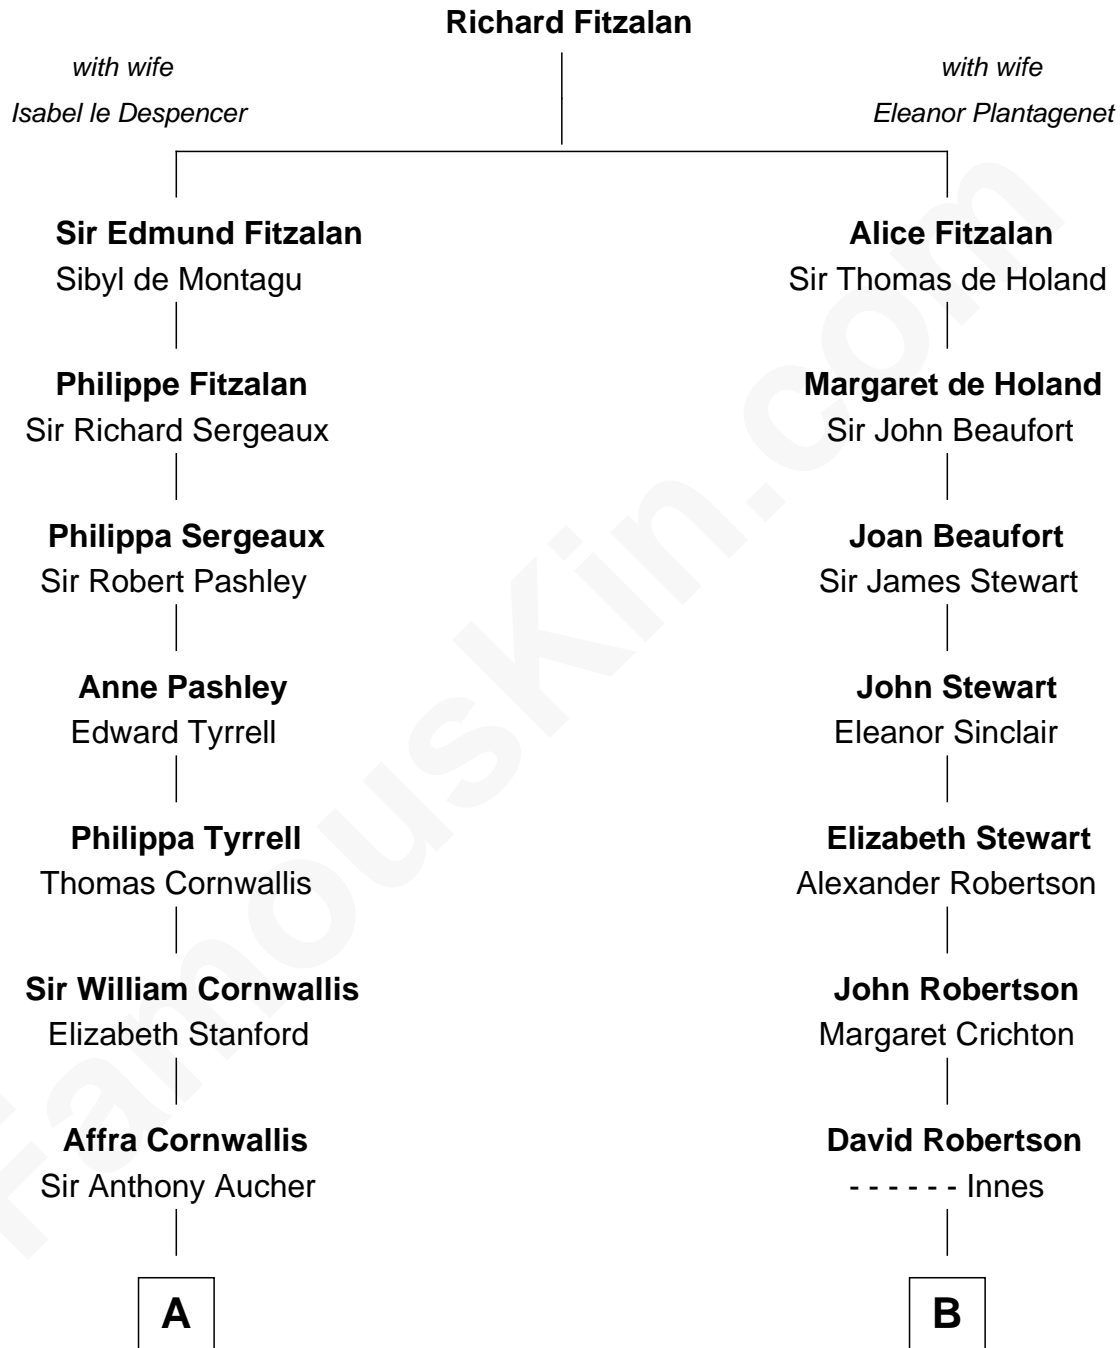 Richard Fitzalan
with wife
Isabel le Despencer
with wife
Eleanor Plantagenet
Sir Edmund Fitzalan
Sibyl de Montagu
Alice Fitzalan
Sir Thomas de Holand
Philippe Fitzalan
Sir Richard Sergeaux
Margaret de Holand
Sir John Beaufort
Philippa Sergeaux
Sir Robert Pashley
Joan Beaufort
Sir James Stewart
Anne Pashley
Edward Tyrrell
John Stewart
Eleanor Sinclair
Philippa Tyrrell
Thomas Cornwallis
Elizabeth Stewart
Alexander Robertson
Sir William Cornwallis
Elizabeth Stanford
John Robertson
Margaret Crichton
Affra Cornwallis
Sir Anthony Aucher
David Robertson
- - - - - - Innes
A
B
FamousKin.com